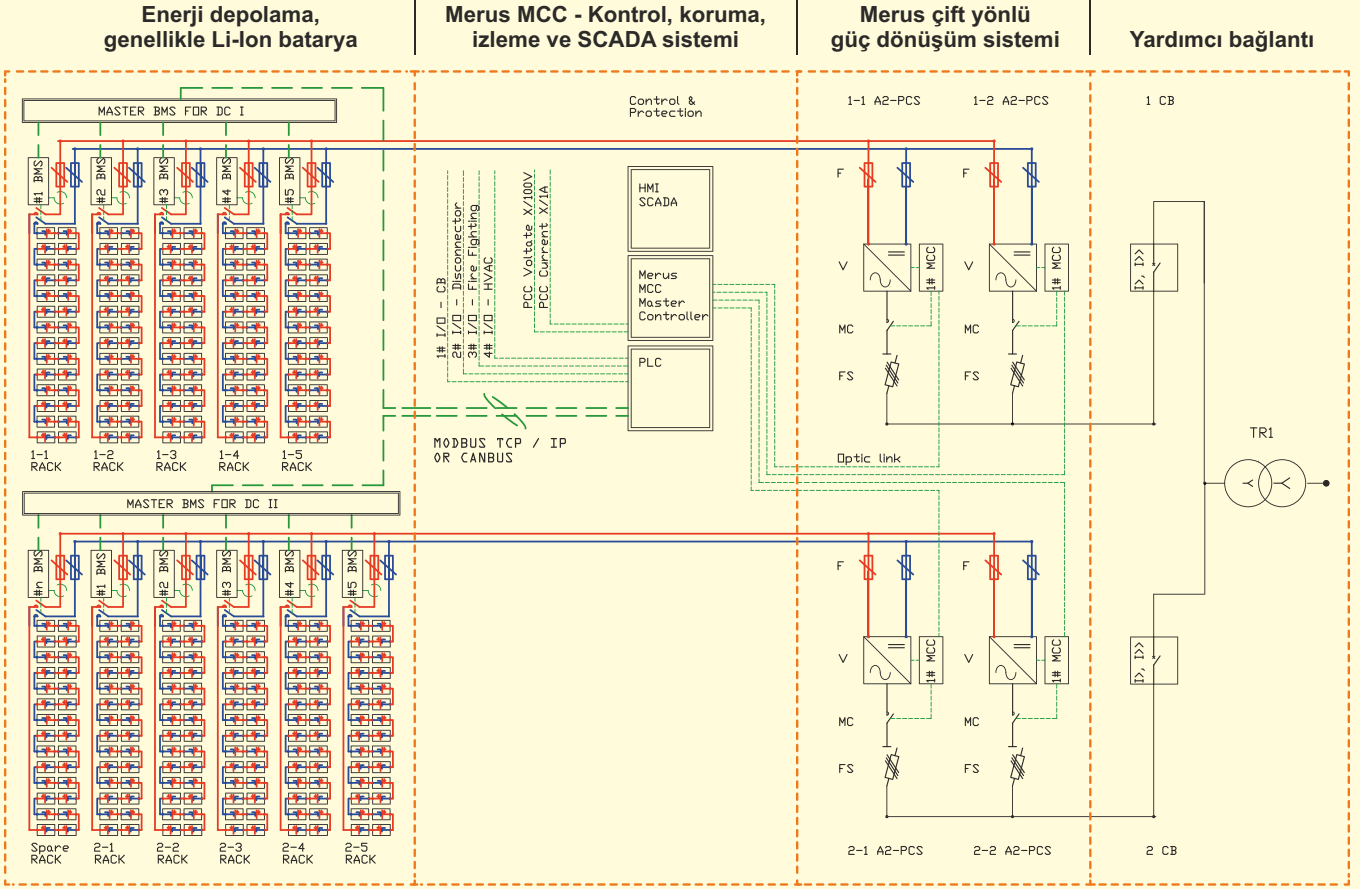 Enerji depolama,
genellikle Li-Ion batarya
Merus MCC - Kontrol, koruma,
izleme ve SCADA sistemi
Merus çift yönlü
güç dönüşüm sistemi
Yardımcı bağlantı
MASTER BMS FOR DC I
#1 BMS
#2 BMS
#3 BMS
#4 BMS
#5 BMS
1-1
RACK
1-2
RACK
1-3
RACK
1-4
RACK
1-5
RACK
MASTER BMS FOR DC II
#n BMS
#1 BMS
#2 BMS
#3 BMS
#4 BMS
#5 BMS
Spare
RACK
2-1
RACK
2-2
RACK
2-3
RACK
2-4
RACK
2-5
RACK
Control &
Protection
1# I/O - CB
2# I/O - Disconnector
3# I/O - Fire Fighting
4# I/O - HVAC
PCC Voltate X/100V
PCC Current X/1A
HMI
SCADA
Merus
MCC
Master
Controller
PLC
MODBUS TCP / IP
OR CANBUS
1-1 A2-PCS
1-2 A2-PCS
F
F
V
1# MCC
V
1# MCC
MC
MC
FS
FS
Optic link
F
F
V
1# MCC
V
1# MCC
MC
MC
FS
FS
2-1 A2-PCS
2-2 A2-PCS
1 CB
I>, I>>
TR1
I>, I>>
2 CB